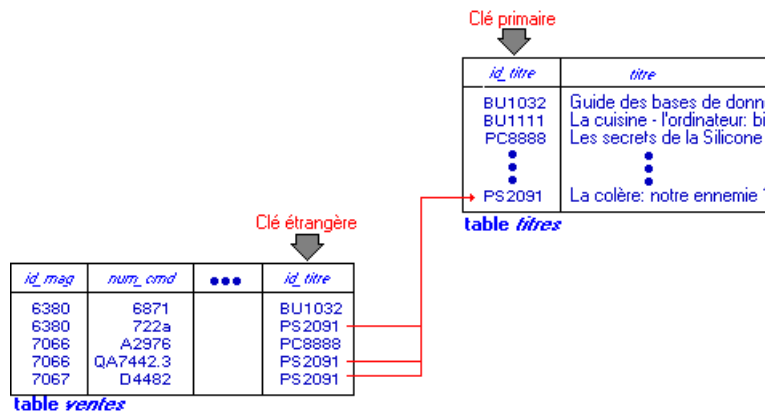 Clé primaire
id_titre titre
BU1032 Guide des bases de donn
BU1111 La cuisine - l'ordinateur: bi
PC8888 Les secrets de la Silicone
PS2091 La colère: notre ennemie ?
table titres
Clé étrangère
id_mag num_cmd ●●● id_titre
6380 6871 BU1032
6380 722a PS2091
7066 A2976 PC8888
7066 QA7442.3 PS2091
7067 D4482 PS2091
table ventes